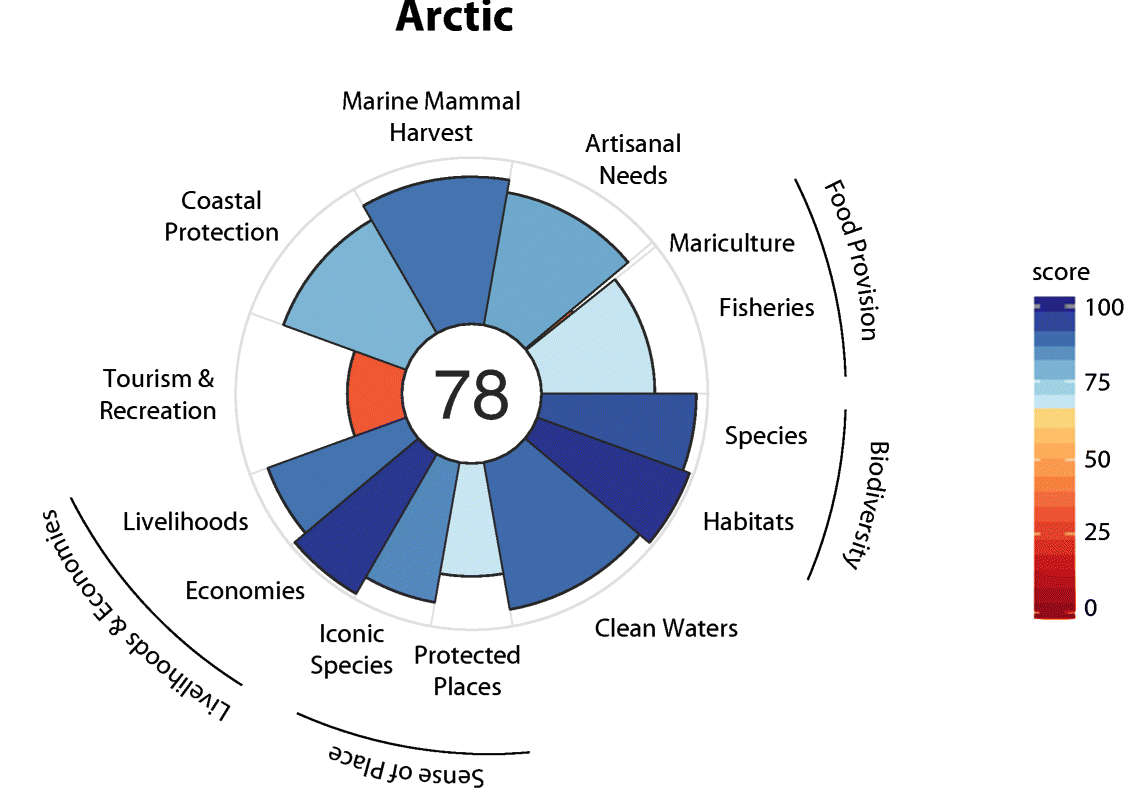 Arctic
Marine Mammal
Harvest
Artisanal
Needs
Coastal
Protection
Mariculture
Food Provision
Fisheries
score
100
75
50
25
0
Tourism &
Recreation
78
Species
Biodiversity
Habitats
Livelihoods
Livelihoods & Economies
Economies
Iconic
Species
Protected
Places
Clean Waters
Sense of Place